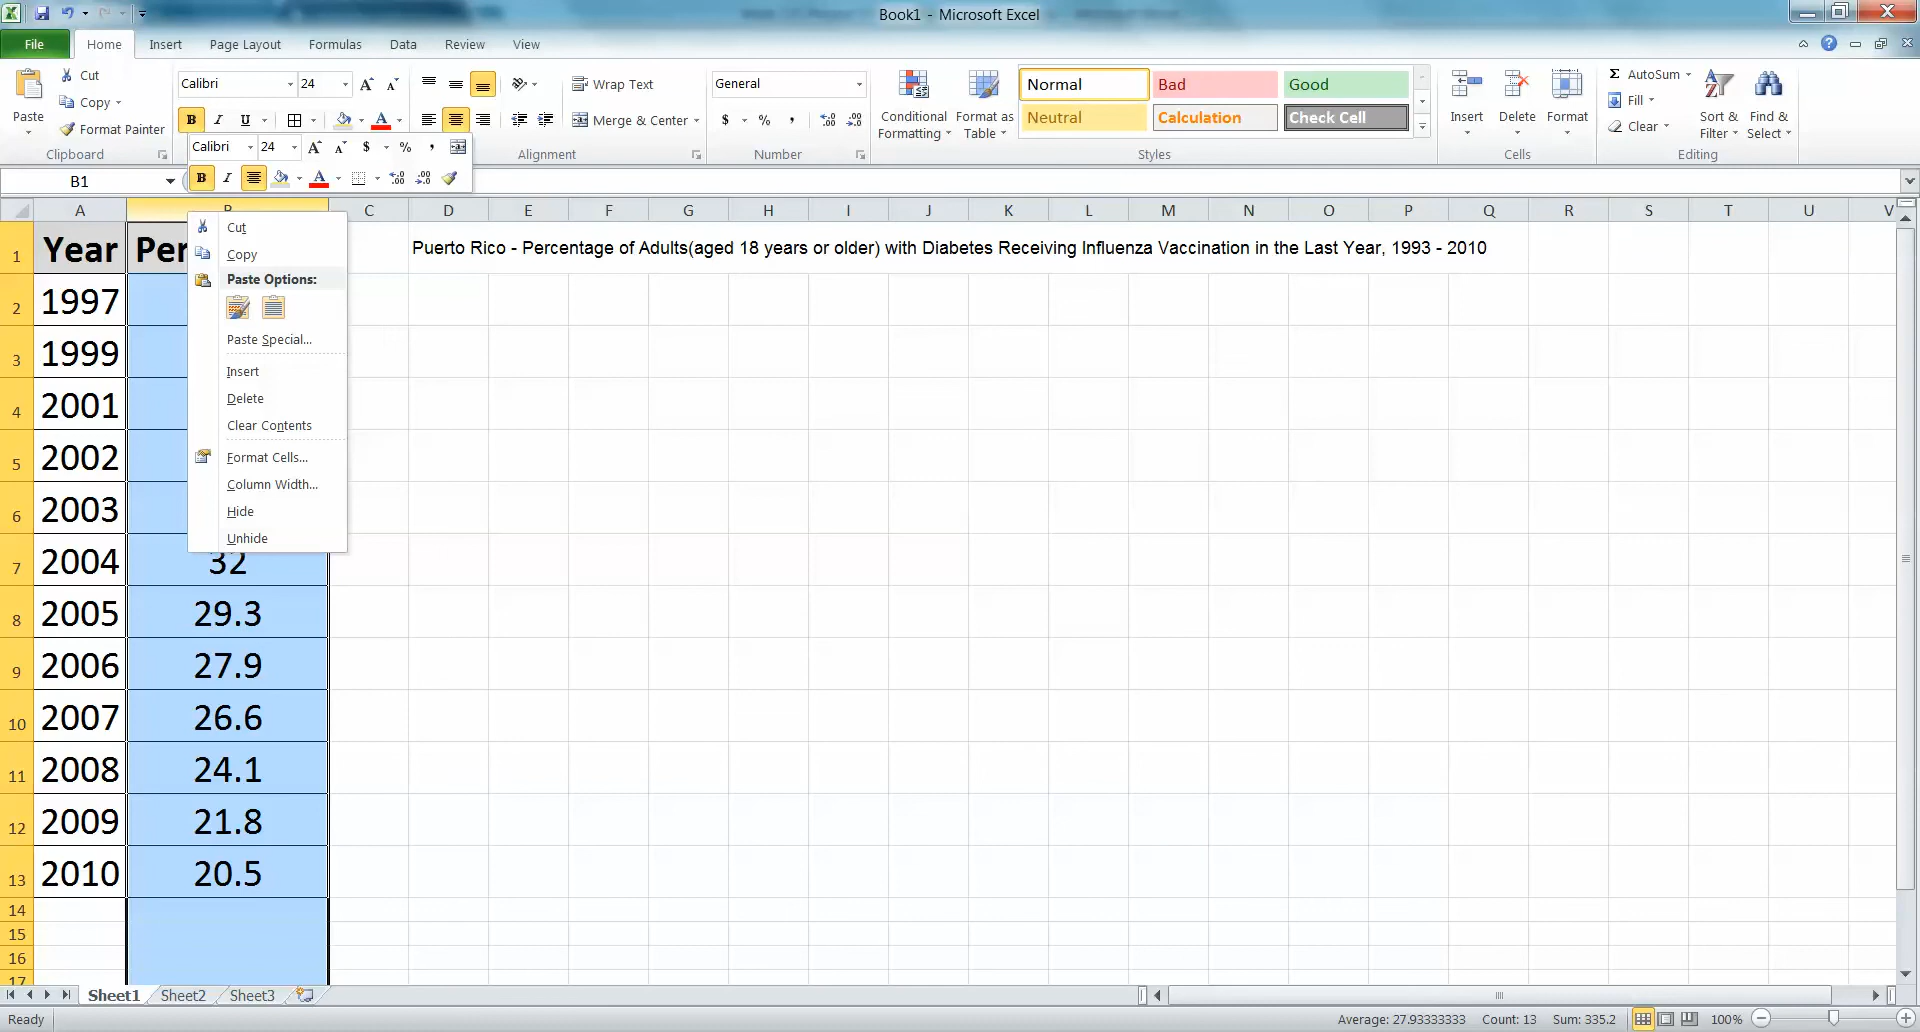 Book1 - Microsoft Excel
File Home Insert Page Layout Formulas Data Review View
Paste
Cut
Copy
Format Painter
Clipboard
Calibri 24
B I U
General
Wrap Text
Merge & Center
Alignment
$ % ,
Number
Conditional Formatting
Format as Table
Normal Bad Good
Neutral Calculation Check Cell
Styles
Insert Delete Format
Cells
AutoSum
Fill
Clear
Sort & Filter
Find & Select
Editing
Calibri 24 $ % ,
B I
B1
A B C D E F G H I J K L M N O P Q R S T U V
1 Year Per Puerto Rico - Percentage of Adults(aged 18 years or older) with Diabetes Receiving Influenza Vaccination in the Last Year, 1993 - 2010
2 1997
3 1999
4 2001
5 2002
6 2003
7 2004 32
8 2005 29.3
9 2006 27.9
10 2007 26.6
11 2008 24.1
12 2009 21.8
13 2010 20.5
14
15
16
17
Cut
Copy
Paste Options:
Paste Special...
Insert
Delete
Clear Contents
Format Cells...
Column Width...
Hide
Unhide
Sheet1 Sheet2 Sheet3
Ready Average: 27.93333333 Count: 13 Sum: 335.2 100%